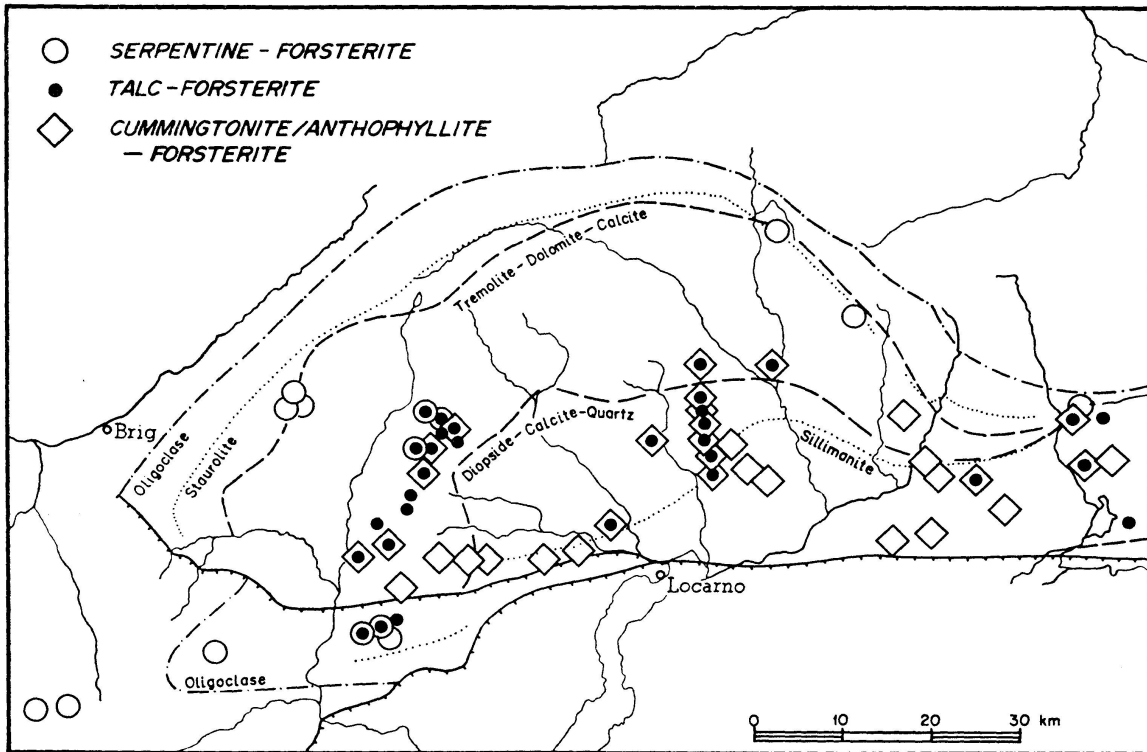 SERPENTINE - FORSTERITE
TALC - FORSTERITE
CUMMINGTONITE/ANTHOPHYLLITE
- FORSTERITE
Tremolite-Dolomite-Calcite
Brig
Oligoclase
Staurolite
Diapside-Calcite-Quartz
Sillimanite
Locarno
Oligoclase
0 10 20 30 km